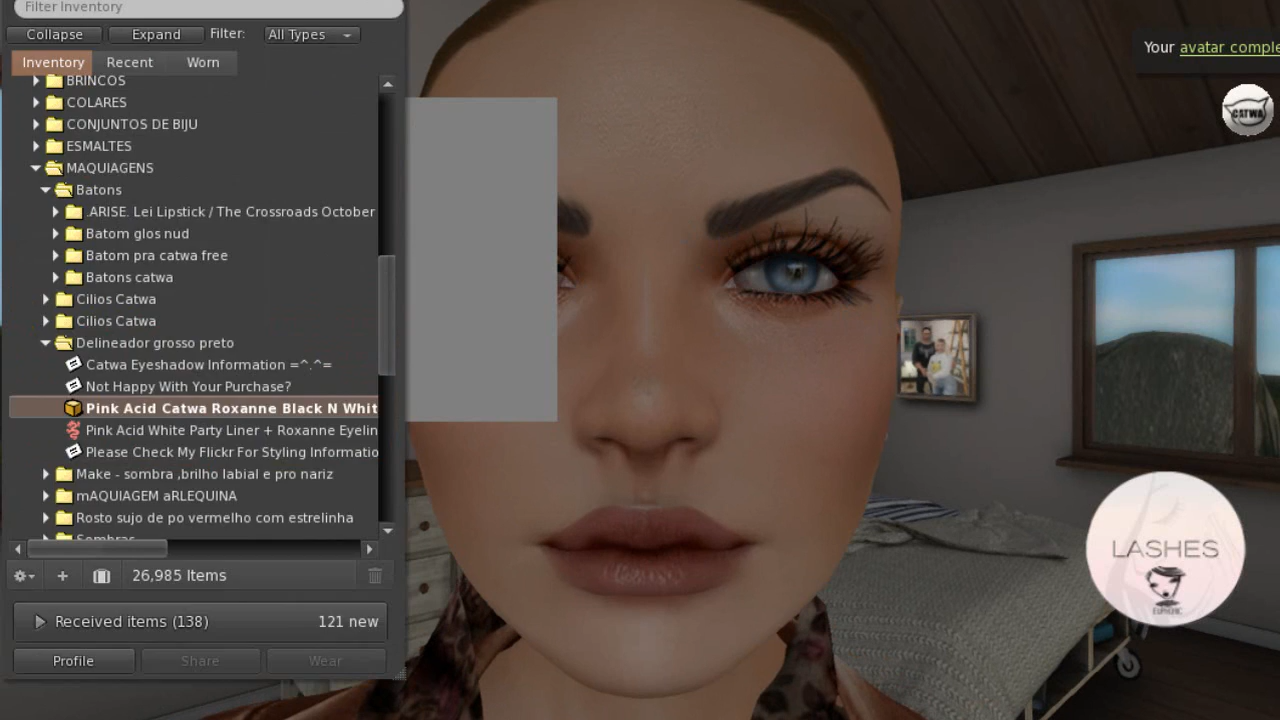 Filter Inventory
Collapse Expand Filter: All Types
Inventory Recent Worn
BRINCOS
COLARES
CONJUNTOS DE BIJU
ESMALTES
MAQUIAGENS
Batons
.ARISE. Lei Lipstick / The Crossroads October
Batom glos nud
Batom pra catwa free
Batons catwa
Cilios Catwa
Cilios Catwa
Delineador grosso preto
Catwa Eyeshadow Information =^.^=
Not Happy With Your Purchase?
Pink Acid Catwa Roxanne Black N Whit
Pink Acid White Party Liner + Roxanne Eyelin
Please Check My Flickr For Styling Informatio
Make - sombra ,brilho labial e pro nariz
mAQUIAGEM aRLEQUINA
Rosto sujo de po vermelho com estrelinha
Sombras
26,985 Items
Received items (138) 121 new
Profile Share Wear
Your avatar comple
CATWA
LASHES